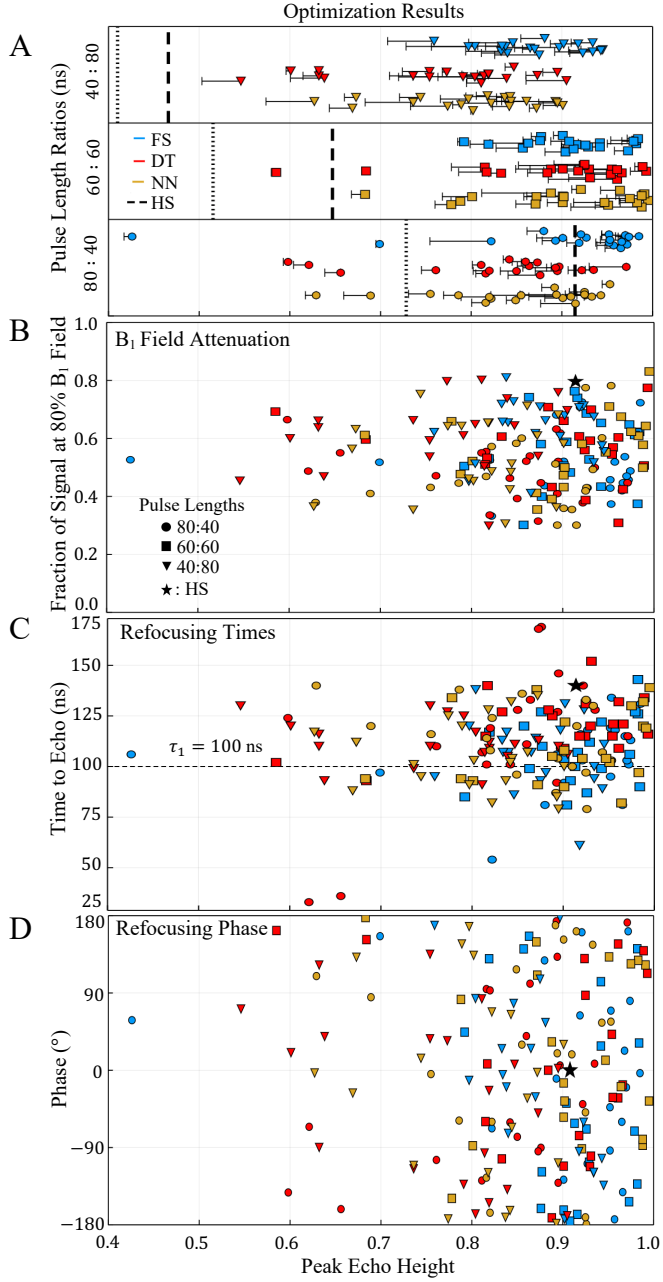 Optimization Results
A
Pulse Length Ratios (ns)
40 : 80
60 : 60
80 : 40
FS
DT
NN
HS
B
B₁ Field Attenuation
Fraction of Signal at 80% B₁ Field
1.0
0.8
0.6
0.4
0.2
0.0
Pulse Lengths
80:40
60:60
40:80
: HS
C
Refocusing Times
Time to Echo (ns)
175
150
125
100
75
50
25
τ₁ = 100 ns
D
Refocusing Phase
Phase (°)
180
90
0
−90
−180
0.4 0.5 0.6 0.7 0.8 0.9 1.0
Peak Echo Height